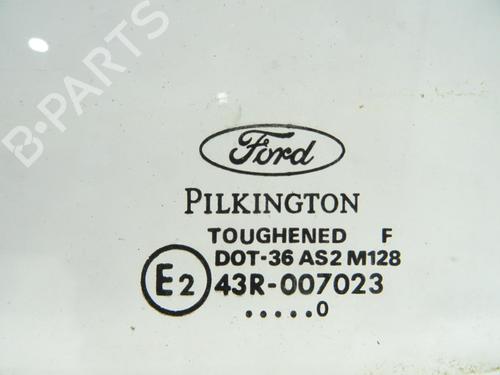 B-PARTS
Ford
PILKINGTON
TOUGHENED F
DOT-36 AS2 M128
E2 43R-007023
.....0